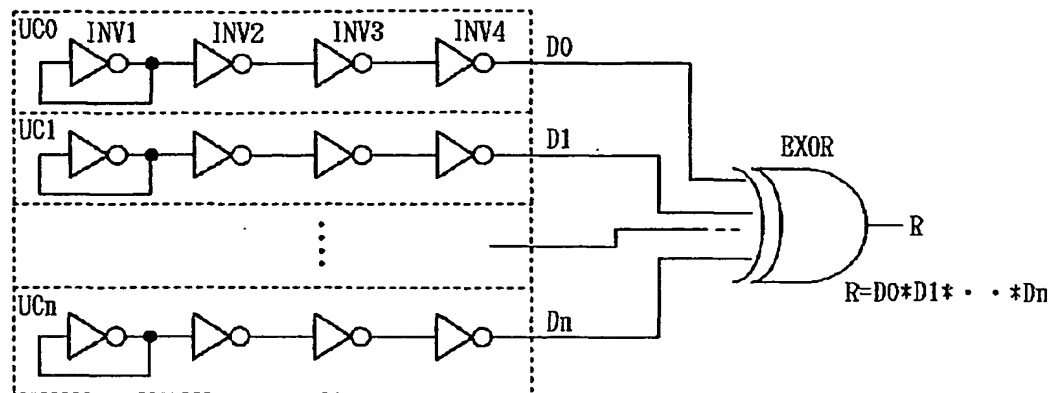 UC0 INV1 INV2 INV3 INV4 D0
UC1 D1
EXOR
R
R=D0*D1*・・*Dn
UCn Dn